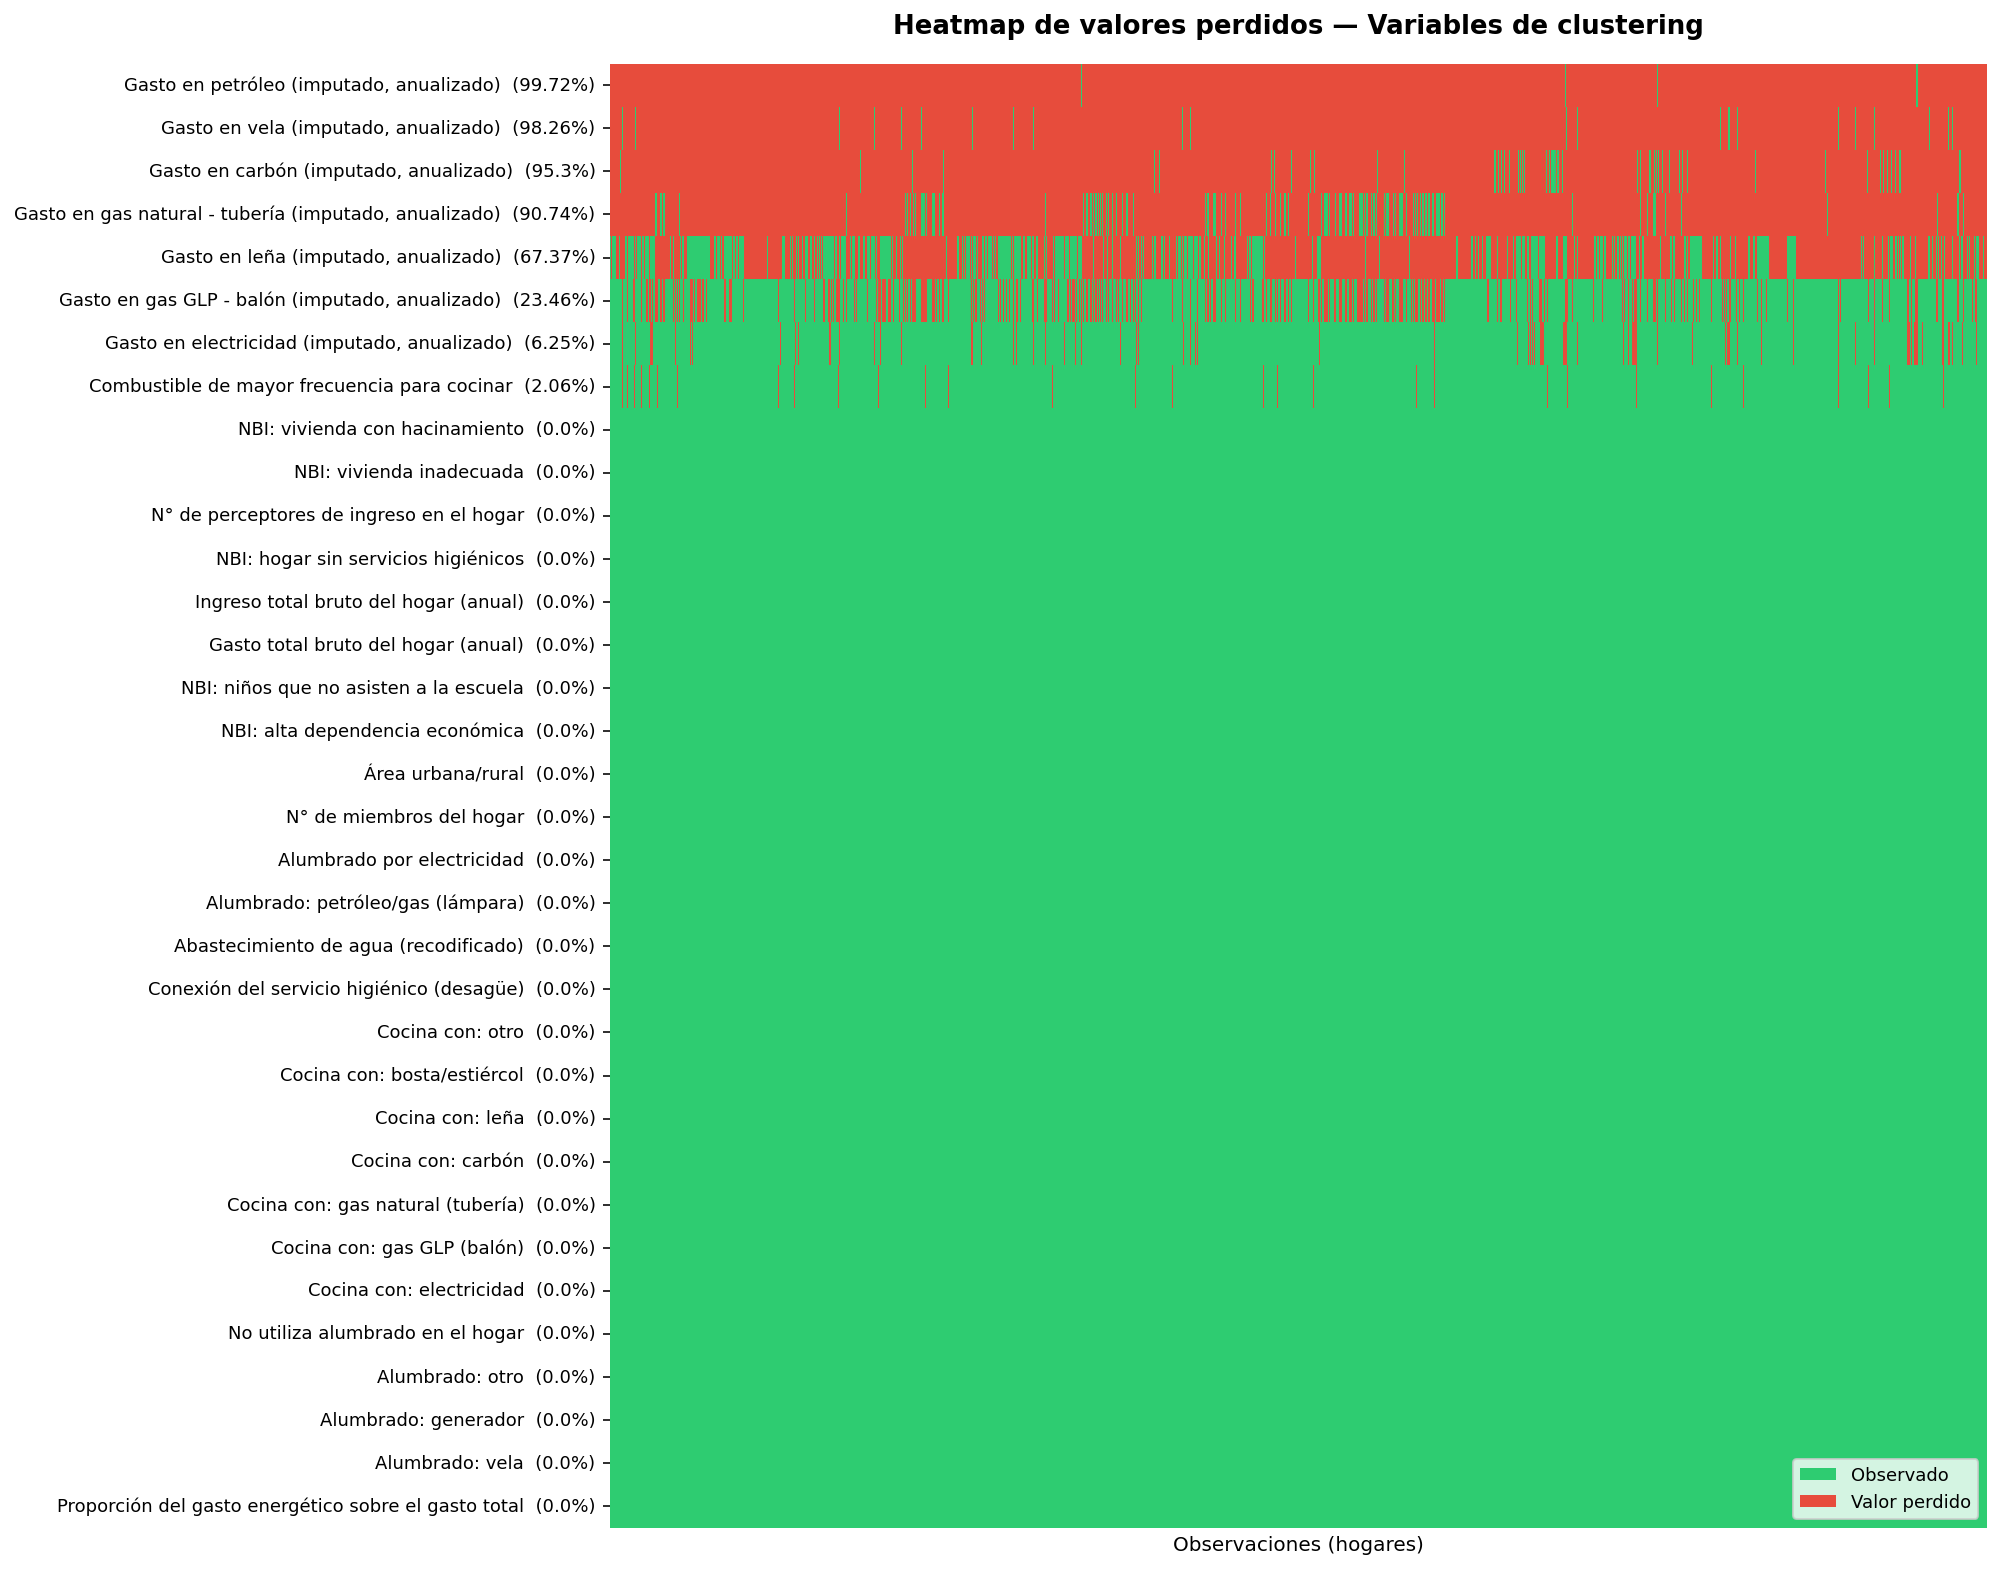 Heatmap de valores perdidos — Variables de clustering
Gasto en petróleo (imputado, anualizado) (99.72%)
Gasto en vela (imputado, anualizado) (98.26%)
Gasto en carbón (imputado, anualizado) (95.3%)
Gasto en gas natural - tubería (imputado, anualizado) (90.74%)
Gasto en leña (imputado, anualizado) (67.37%)
Gasto en gas GLP - balón (imputado, anualizado) (23.46%)
Gasto en electricidad (imputado, anualizado) (6.25%)
Combustible de mayor frecuencia para cocinar (2.06%)
NBI: vivienda con hacinamiento (0.0%)
NBI: vivienda inadecuada (0.0%)
N° de perceptores de ingreso en el hogar (0.0%)
NBI: hogar sin servicios higiénicos (0.0%)
Ingreso total bruto del hogar (anual) (0.0%)
Gasto total bruto del hogar (anual) (0.0%)
NBI: niños que no asisten a la escuela (0.0%)
NBI: alta dependencia económica (0.0%)
Área urbana/rural (0.0%)
N° de miembros del hogar (0.0%)
Alumbrado por electricidad (0.0%)
Alumbrado: petróleo/gas (lámpara) (0.0%)
Abastecimiento de agua (recodificado) (0.0%)
Conexión del servicio higiénico (desagüe) (0.0%)
Cocina con: otro (0.0%)
Cocina con: bosta/estiércol (0.0%)
Cocina con: leña (0.0%)
Cocina con: carbón (0.0%)
Cocina con: gas natural (tubería) (0.0%)
Cocina con: gas GLP (balón) (0.0%)
Cocina con: electricidad (0.0%)
No utiliza alumbrado en el hogar (0.0%)
Alumbrado: otro (0.0%)
Alumbrado: generador (0.0%)
Alumbrado: vela (0.0%)
Proporción del gasto energético sobre el gasto total (0.0%)
Observado
Valor perdido
Observaciones (hogares)